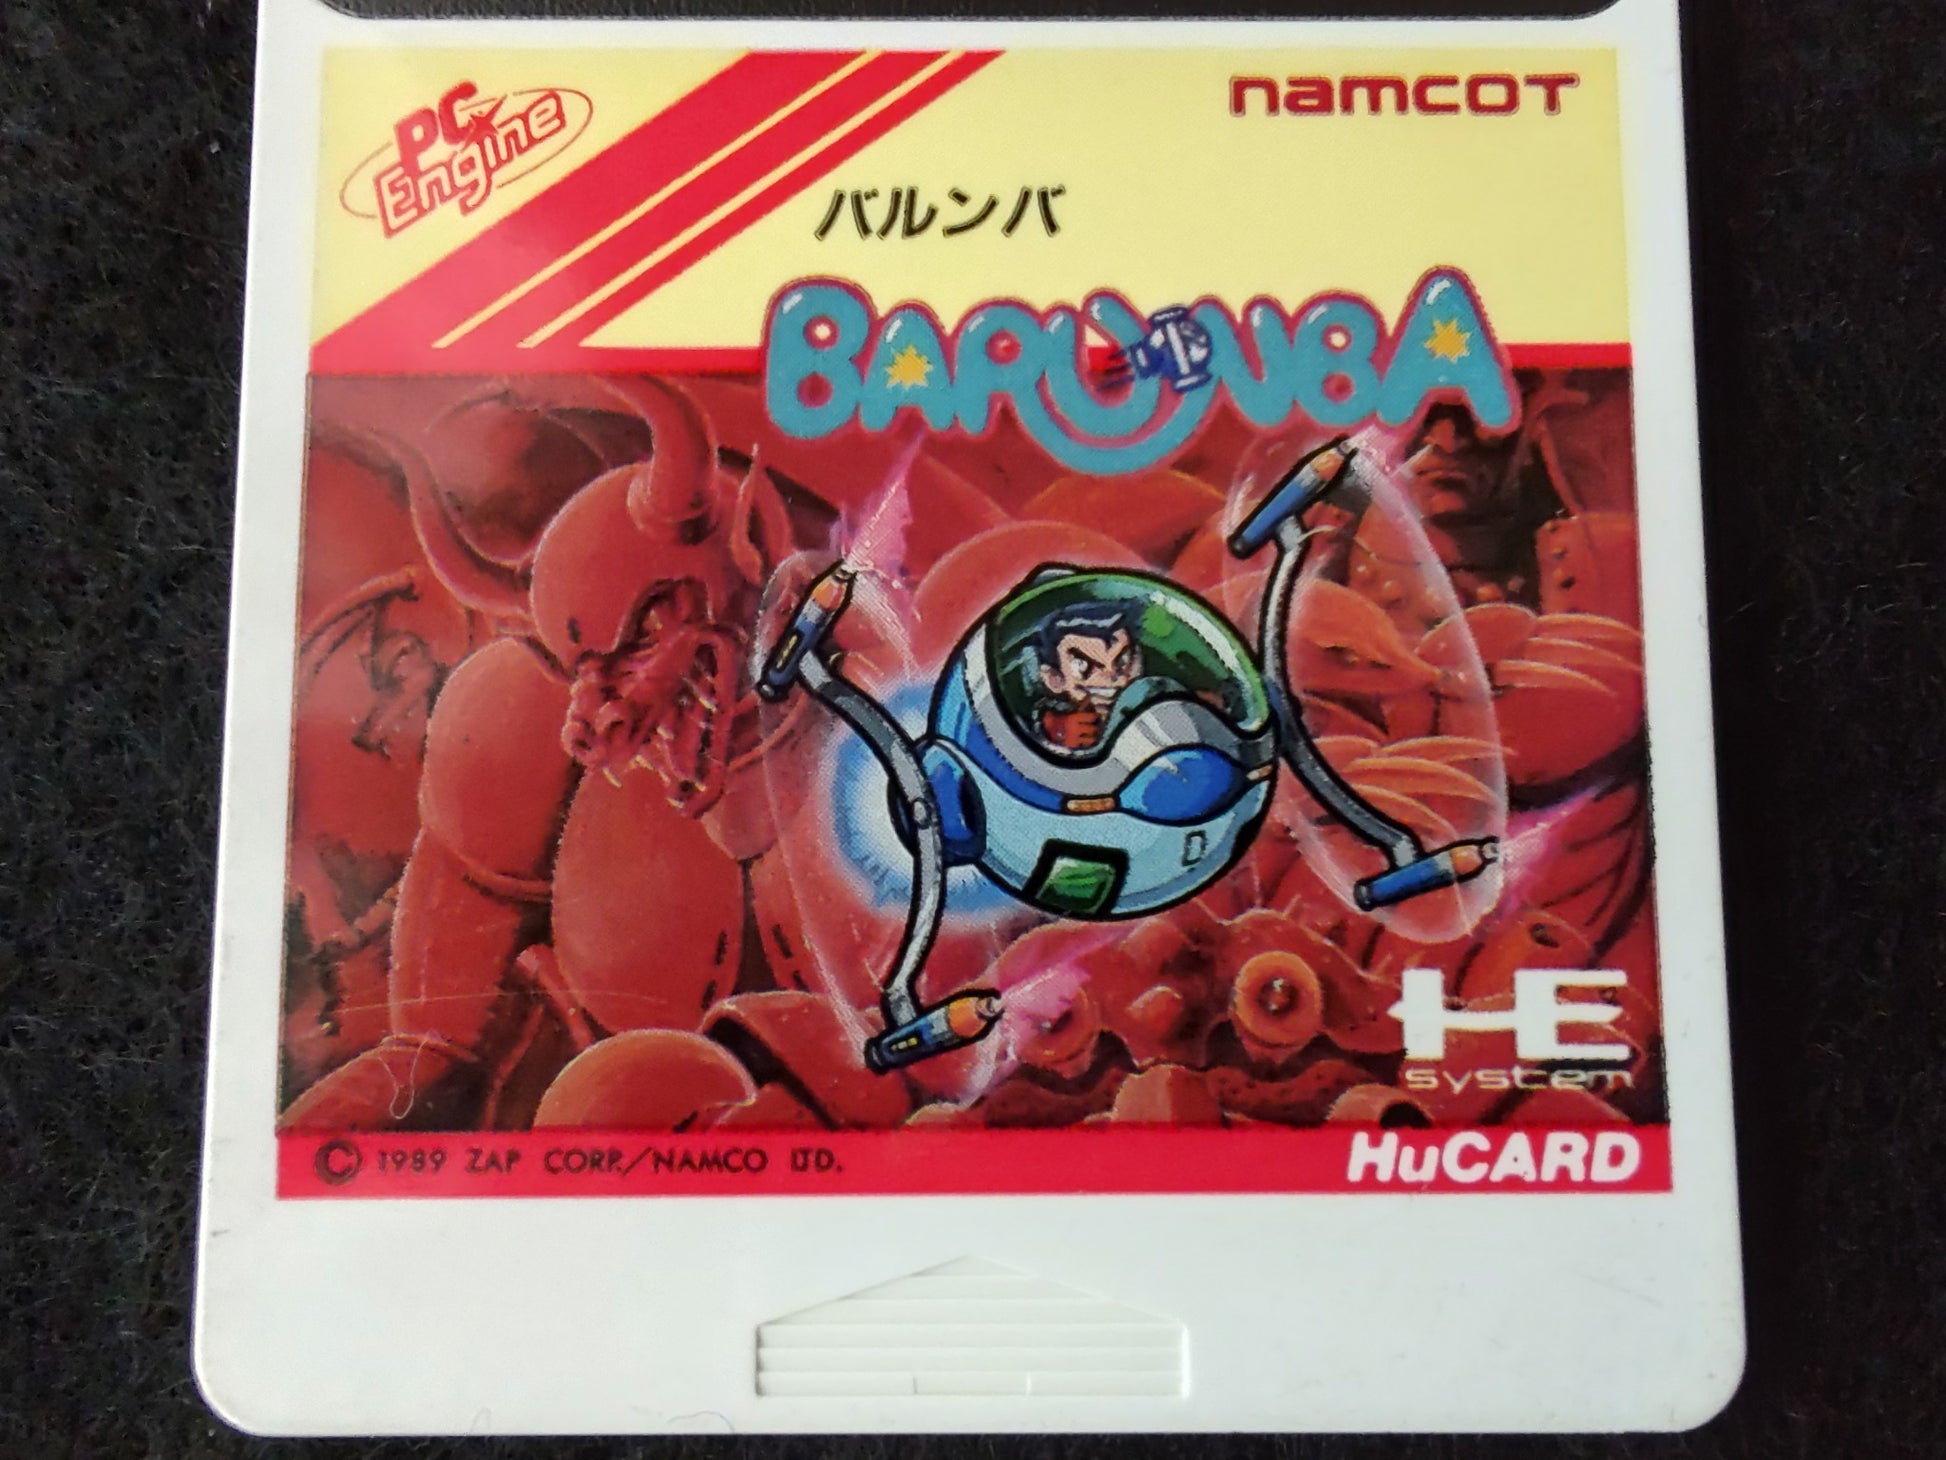 PC Engine
namcoT
バルンバ
BARUNBA
D
HE
system
© 1989 ZAP CORP./NAMCO LTD.
HuCARD